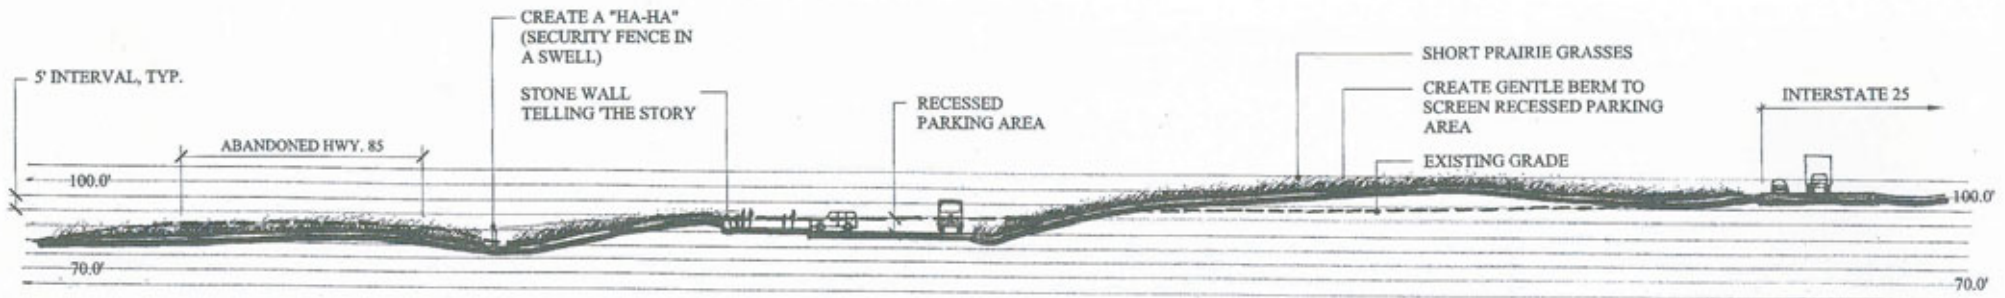 5' INTERVAL, TYP.
ABANDONED HWY. 85
CREATE A "HA-HA"
(SECURITY FENCE IN
A SWELL)
STONE WALL
TELLING 'THE STORY
RECESSED
PARKING AREA
SHORT PRAIRIE GRASSES
CREATE GENTLE BERM TO
SCREEN RECESSED PARKING
AREA
EXISTING GRADE
INTERSTATE 25
100.0'
70.0'
100.0'
70.0'